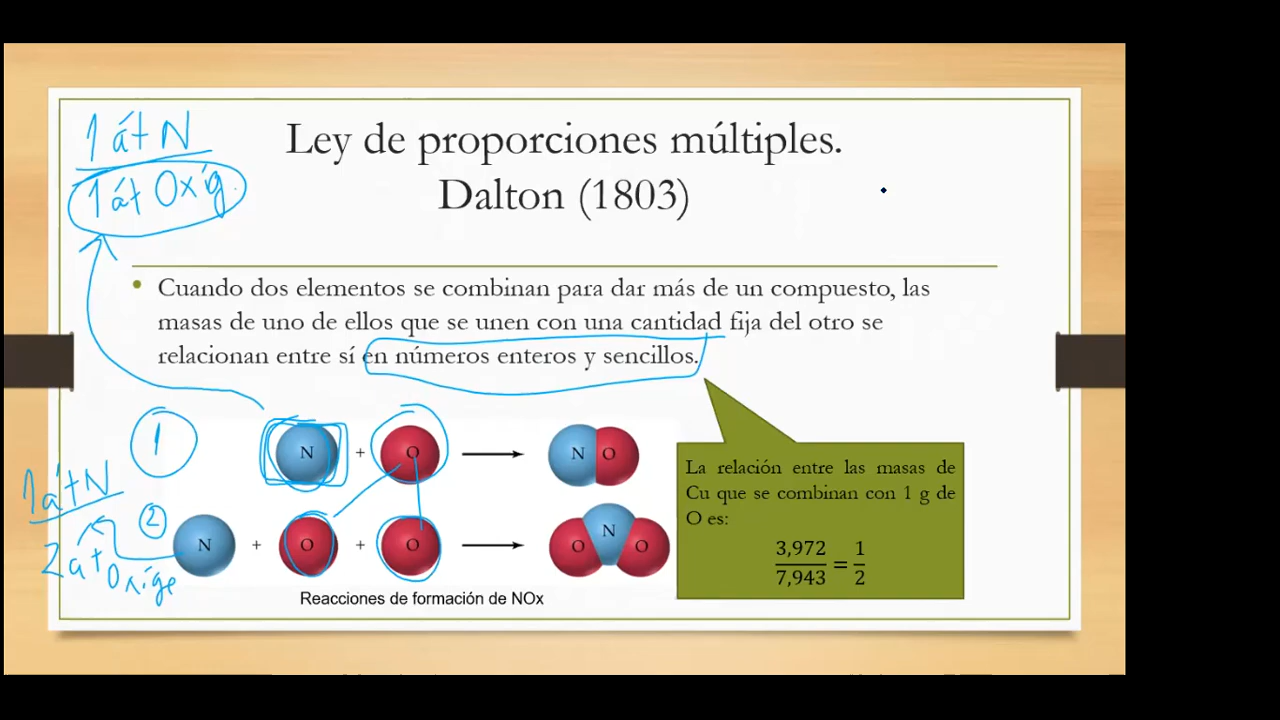 1 át N
1 át Oxíg.
Ley de proporciones múltiples.
Dalton (1803)
• Cuando dos elementos se combinan para dar más de un compuesto, las
masas de uno de ellos que se unen con una cantidad fija del otro se
relacionan entre sí en números enteros y sencillos.
1
N + O → N O
1 át N
2 at
Oxíge
2
N + O + O → O N O
Reacciones de formación de NOx
La relación entre las masas de
Cu que se combinan con 1 g de
O es:
3,972/7,943 = 1/2